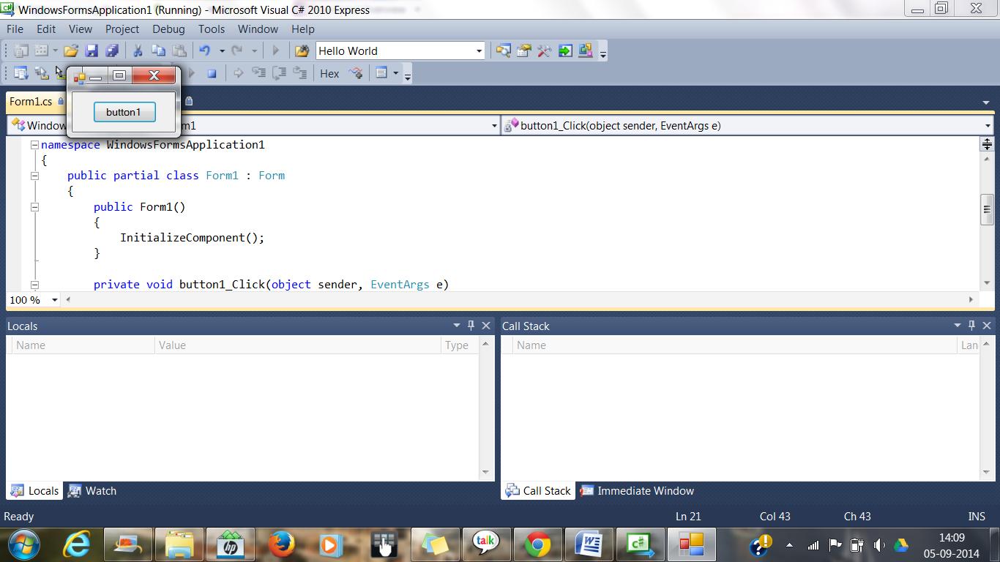 WindowsFormsApplication1 (Running) - Microsoft Visual C# 2010 Express
File Edit View Project Debug Tools Window Help
Hello World
Hex
button1
Form1.cs
Window
m1
button1_Click(object sender, EventArgs e)
namespace WindowsFormsApplication1
{
public partial class Form1 : Form
{
public Form1()
{
InitializeComponent();
}
private void button1_Click(object sender, EventArgs e)
100 %
Locals
Call Stack
Name Value Type
Name Lan
Locals Watch
Call Stack Immediate Window
Ready Ln 21 Col 43 Ch 43 INS
hp
talk
C#
14:09
05-09-2014